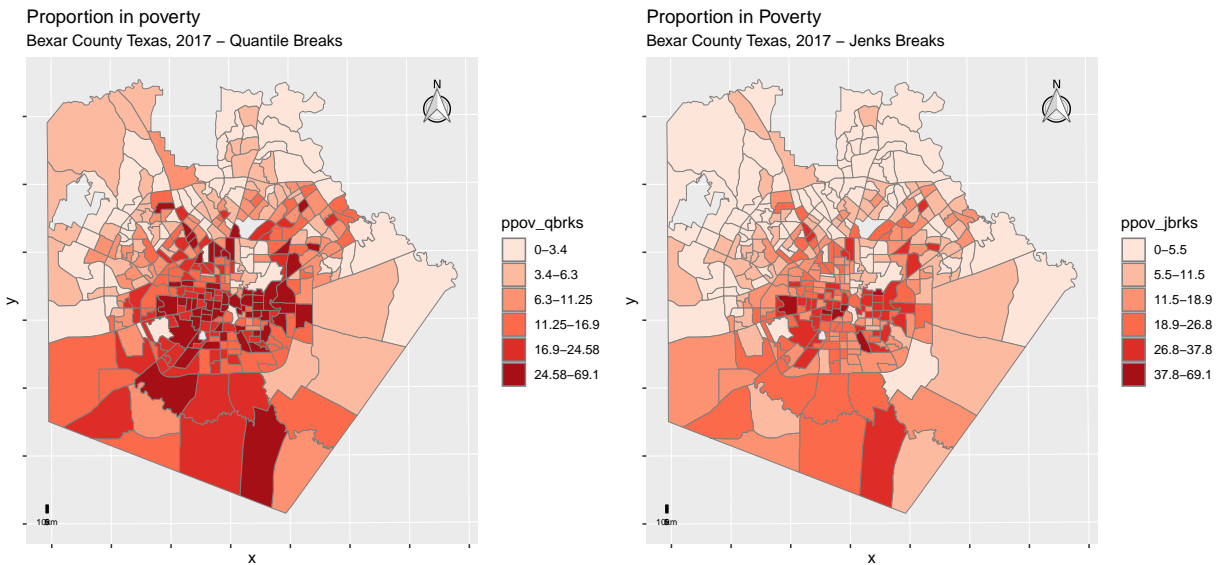 Proportion in poverty
Bexar County Texas, 2017 − Quantile Breaks
N
y
x
ppov_qbrks
0−3.4
3.4−6.3
6.3−11.25
11.25−16.9
16.9−24.58
24.58−69.1
Proportion in Poverty
Bexar County Texas, 2017 − Jenks Breaks
N
y
x
ppov_jbrks
0−5.5
5.5−11.5
11.5−18.9
18.9−26.8
26.8−37.8
37.8−69.1